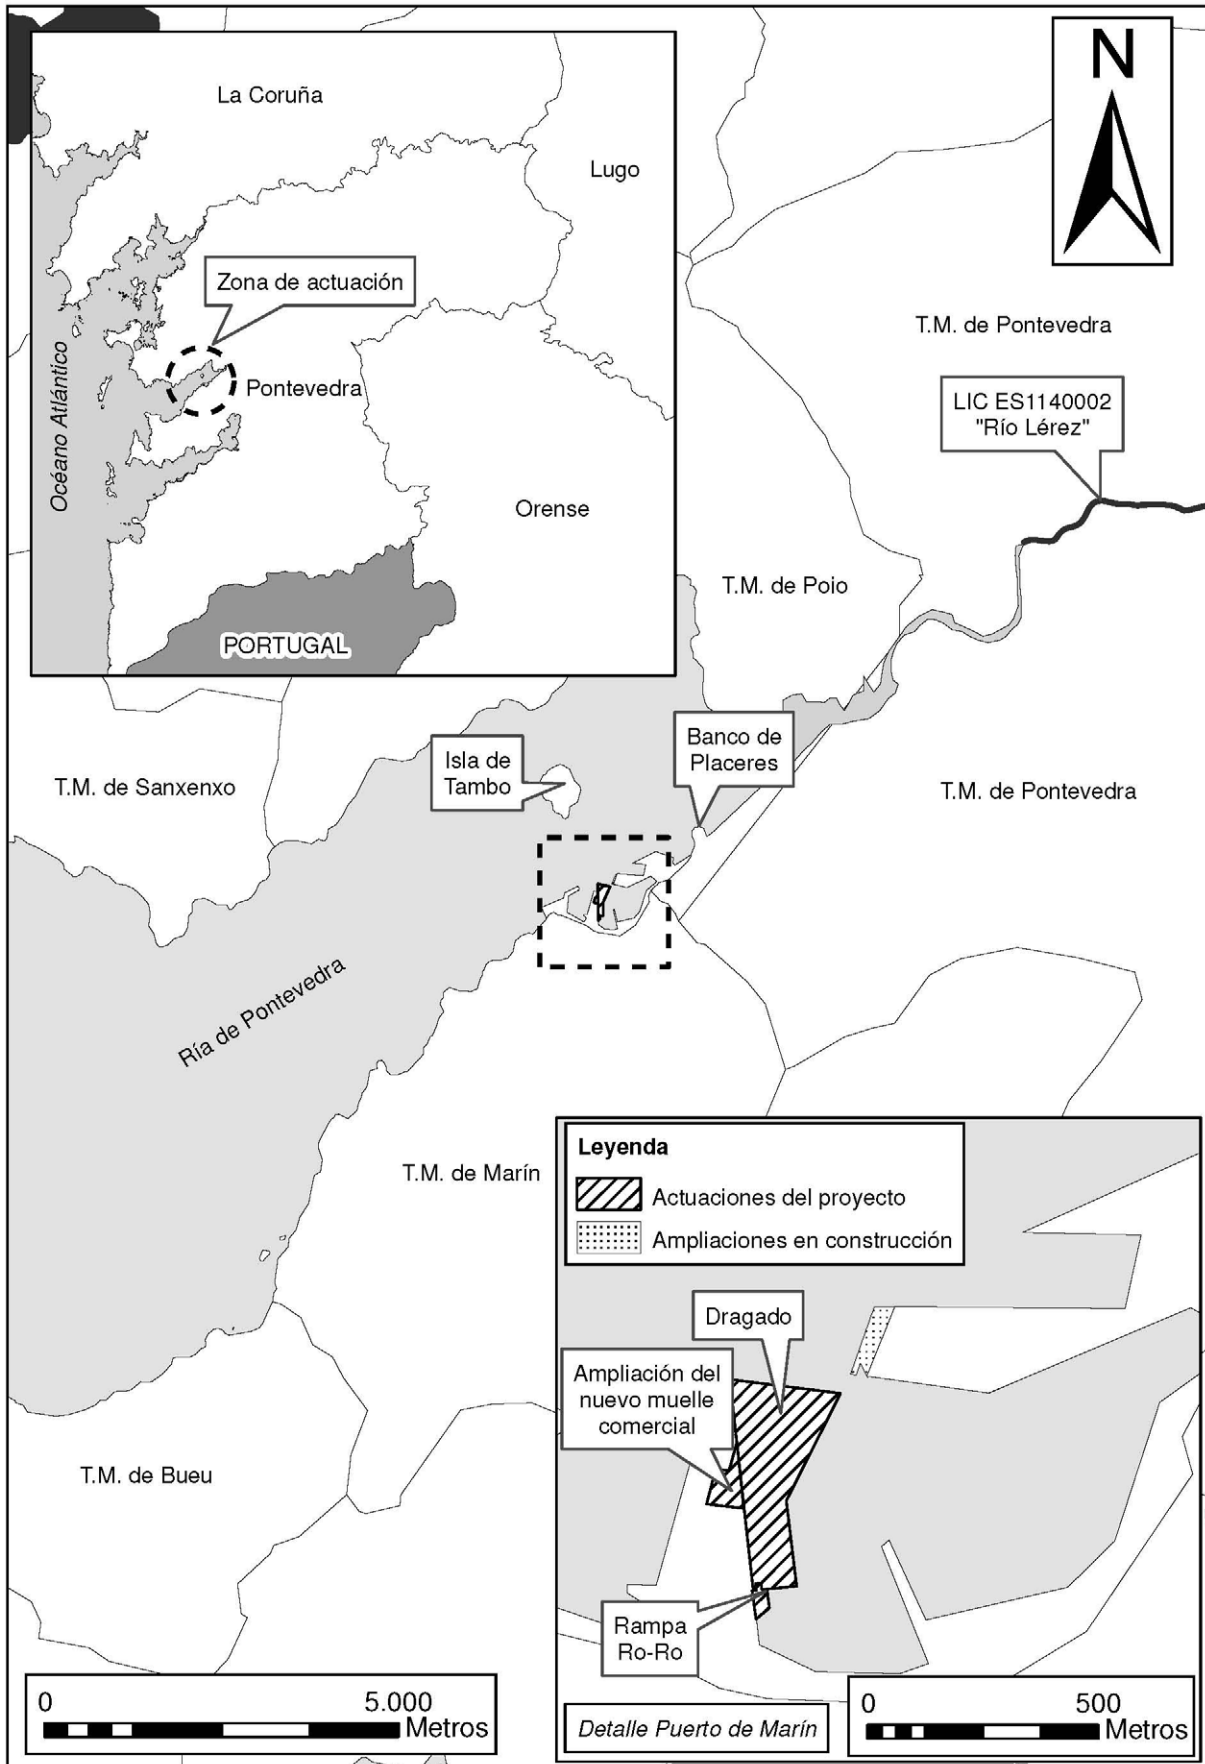 La Coruña
Lugo
Zona de actuación
Océano Atlántico
Pontevedra
Orense
PORTUGAL
N
T.M. de Pontevedra
LIC ES1140002
"Río Lérez"
T.M. de Poio
Banco de
Placeres
Isla de
Tambo
T.M. de Sanxenxo
T.M. de Pontevedra
Ría de Pontevedra
T.M. de Marín
T.M. de Bueu
Leyenda
Actuaciones del proyecto
Ampliaciones en construcción
Dragado
Ampliación del
nuevo muelle
comercial
Rampa
Ro-Ro
0 5.000
Metros
Detalle Puerto de Marín
0 500
Metros